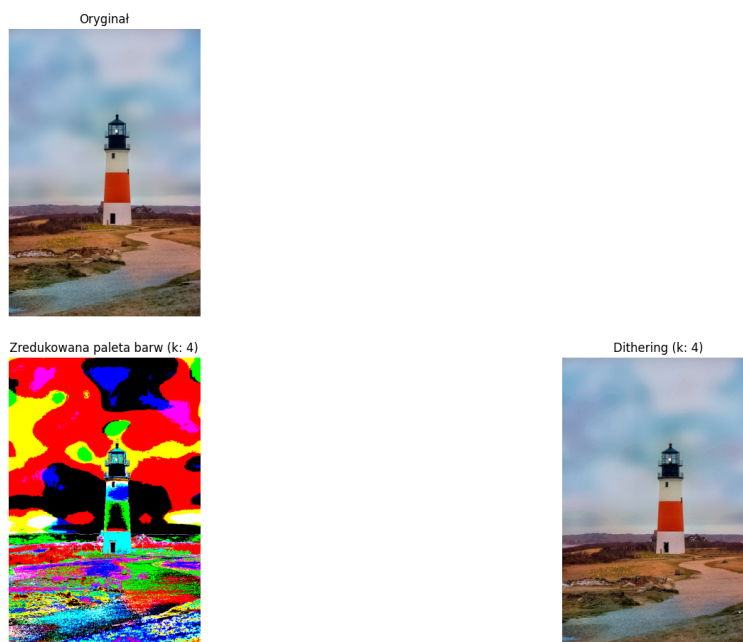 Oryginał
Zredukowana paleta barw (k: 4)
Dithering (k: 4)